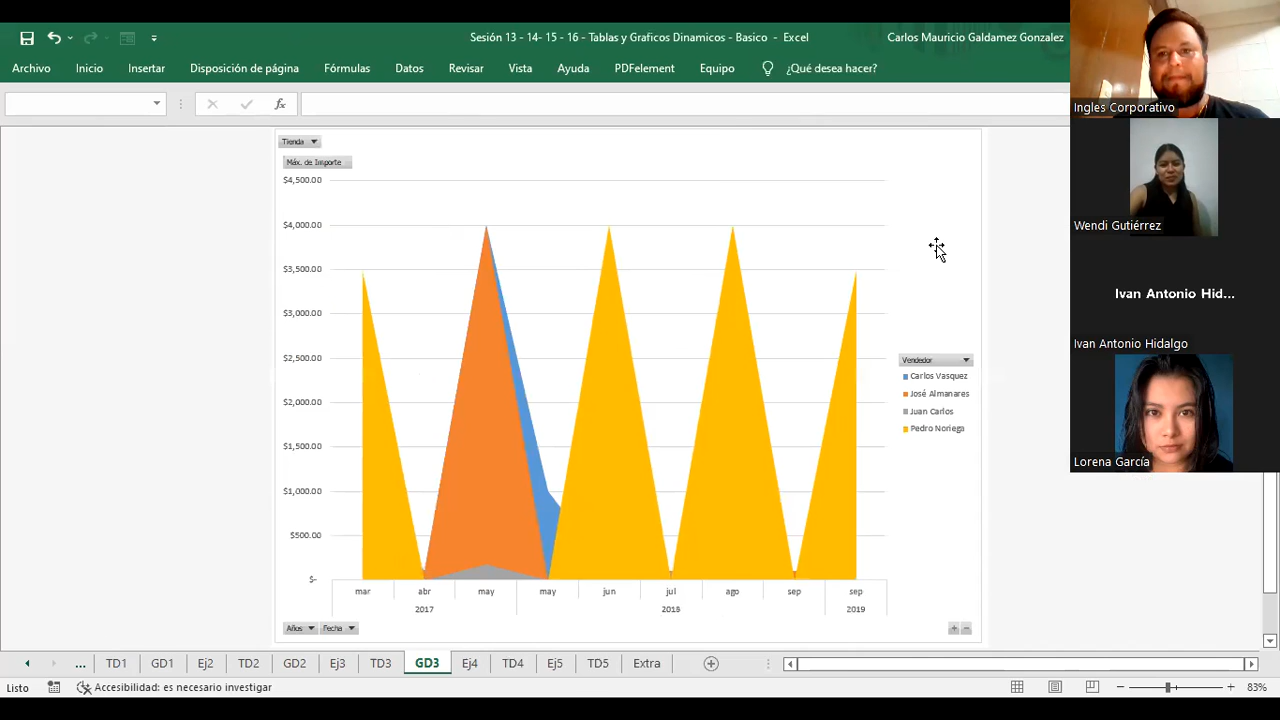 Sesión 13 - 14- 15 - 16 - Tablas y Graficos Dinamicos - Basico - Excel
Carlos Mauricio Galdamez Gonzalez
Archivo Inicio Insertar Disposición de página Fórmulas Datos Revisar Vista Ayuda PDFelement Equipo ¿Qué desea hacer?
fx
Tienda
Máx. de Importe
$4,500.00
$4,000.00
$3,500.00
$3,000.00
$2,500.00
$2,000.00
$1,500.00
$1,000.00
$500.00
$-
mar abr may may jun jul ago sep sep
2017 2018 2019
Años Fecha
+ -
Vendedor
Carlos Vasquez
José Almanares
Juan Carlos
Pedro Noriega
Ingles Corporativo
Wendi Gutiérrez
Ivan Antonio Hid...
Ivan Antonio Hidalgo
Lorena García
... TD1 GD1 Ej2 TD2 GD2 Ej3 TD3 GD3 Ej4 TD4 Ej5 TD5 Extra
Listo Accesibilidad: es necesario investigar 83%